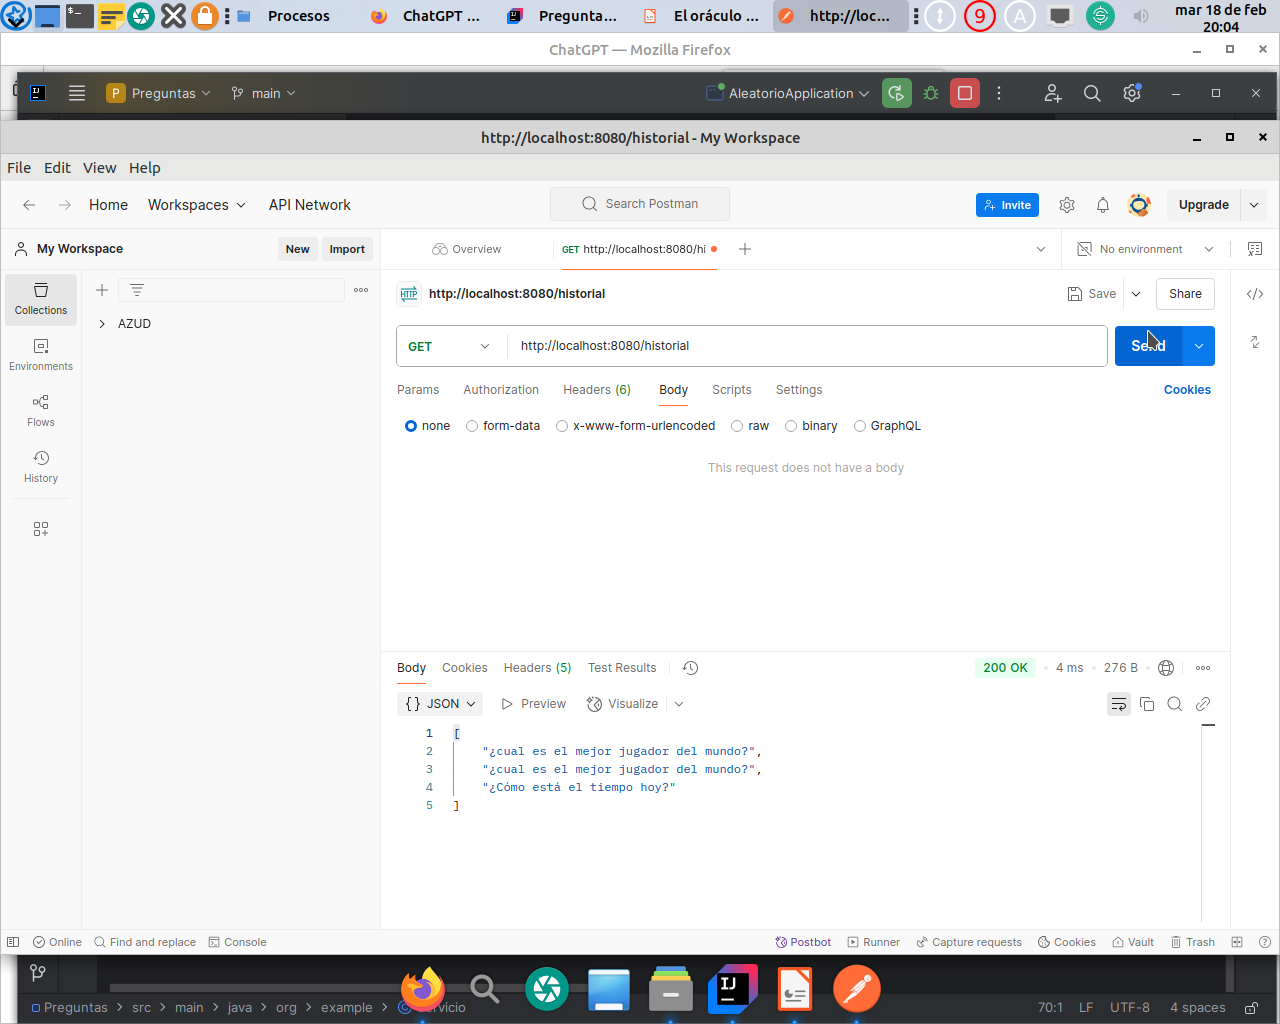 Procesos
ChatGPT ...
Pregunta...
El oráculo ...
http://loc...
9
A
mar 18 de feb
20:04
ChatGPT — Mozilla Firefox
P
Preguntas
main
AleatorioApplication
http://localhost:8080/historial - My Workspace
File Edit View Help
Home
Workspaces
API Network
Search Postman
Invite
Upgrade
My Workspace
New
Import
Overview
GET http://localhost:8080/hi
No environment
Collections
AZUD
Environments
Flows
History
HTTP
http://localhost:8080/historial
Save
Share
GET
http://localhost:8080/historial
Send
Params
Authorization
Headers (6)
Body
Scripts
Settings
Cookies
none
form-data
x-www-form-urlencoded
raw
binary
GraphQL
This request does not have a body
Body
Cookies
Headers (5)
Test Results
200 OK
4 ms
276 B
{ } JSON
Preview
Visualize
1 [
2 "¿cual es el mejor jugador del mundo?",
3 "¿cual es el mejor jugador del mundo?",
4 "¿Cómo está el tiempo hoy?"
5 ]
Online
Find and replace
Console
Postbot
Runner
Capture requests
Cookies
Vault
Trash
IJ
Preguntas > src > main > java > org > example >
70:1
LF
UTF-8
4 spaces